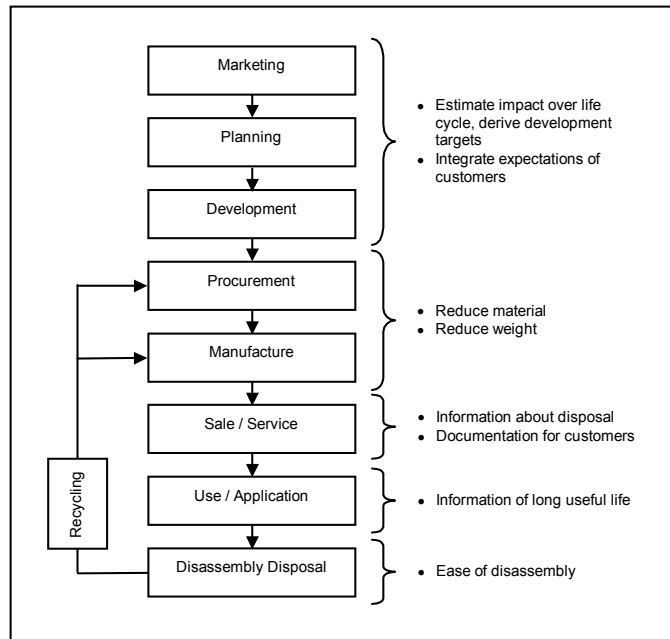 Marketing
Planning
Development
Procurement
Manufacture
Sale / Service
Use / Application
Disassembly Disposal
Recycling
• Estimate impact over life
cycle, derive development
targets
• Integrate expectations of
customers
• Reduce material
• Reduce weight
• Information about disposal
• Documentation for customers
• Information of long useful life
• Ease of disassembly